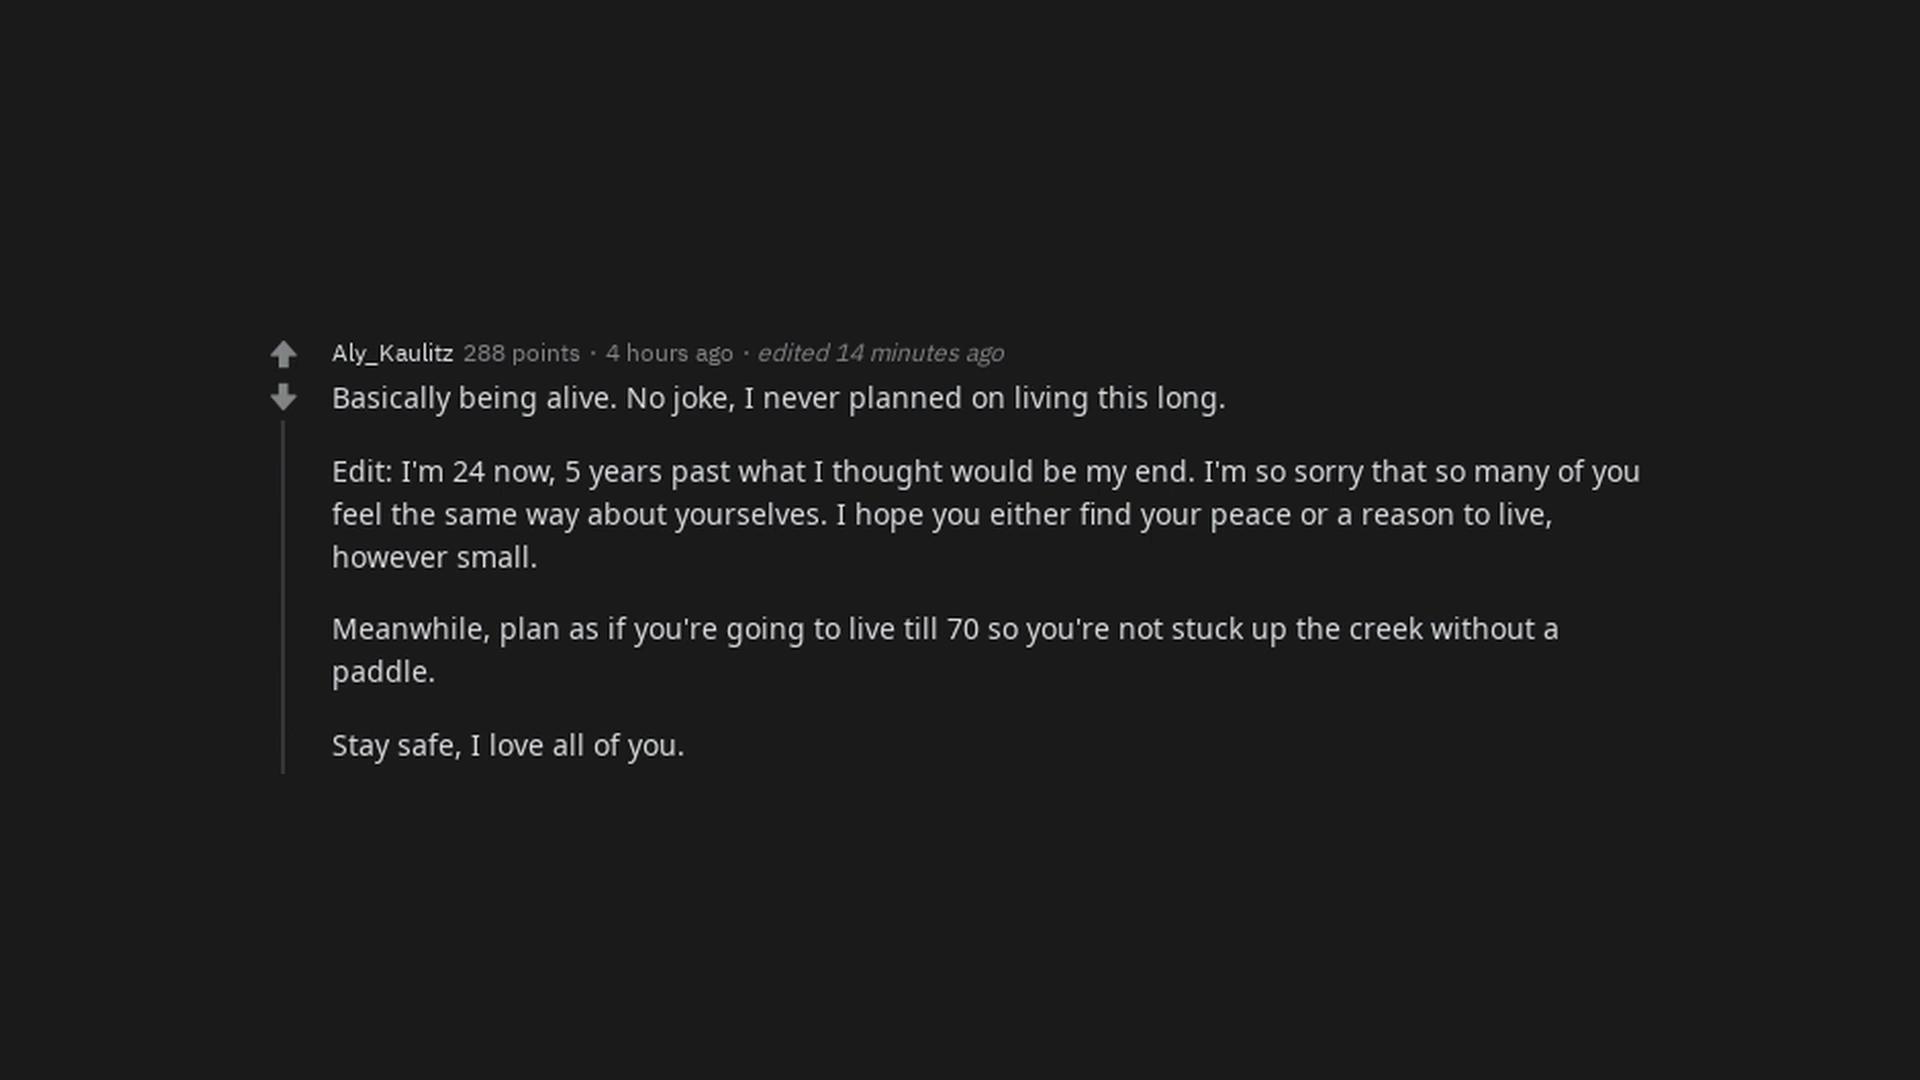 Aly_Kaulitz 288 points · 4 hours ago · edited 14 minutes ago
Basically being alive. No joke, I never planned on living this long.
Edit: I'm 24 now, 5 years past what I thought would be my end. I'm so sorry that so many of you
feel the same way about yourselves. I hope you either find your peace or a reason to live,
however small.
Meanwhile, plan as if you're going to live till 70 so you're not stuck up the creek without a
paddle.
Stay safe, I love all of you.